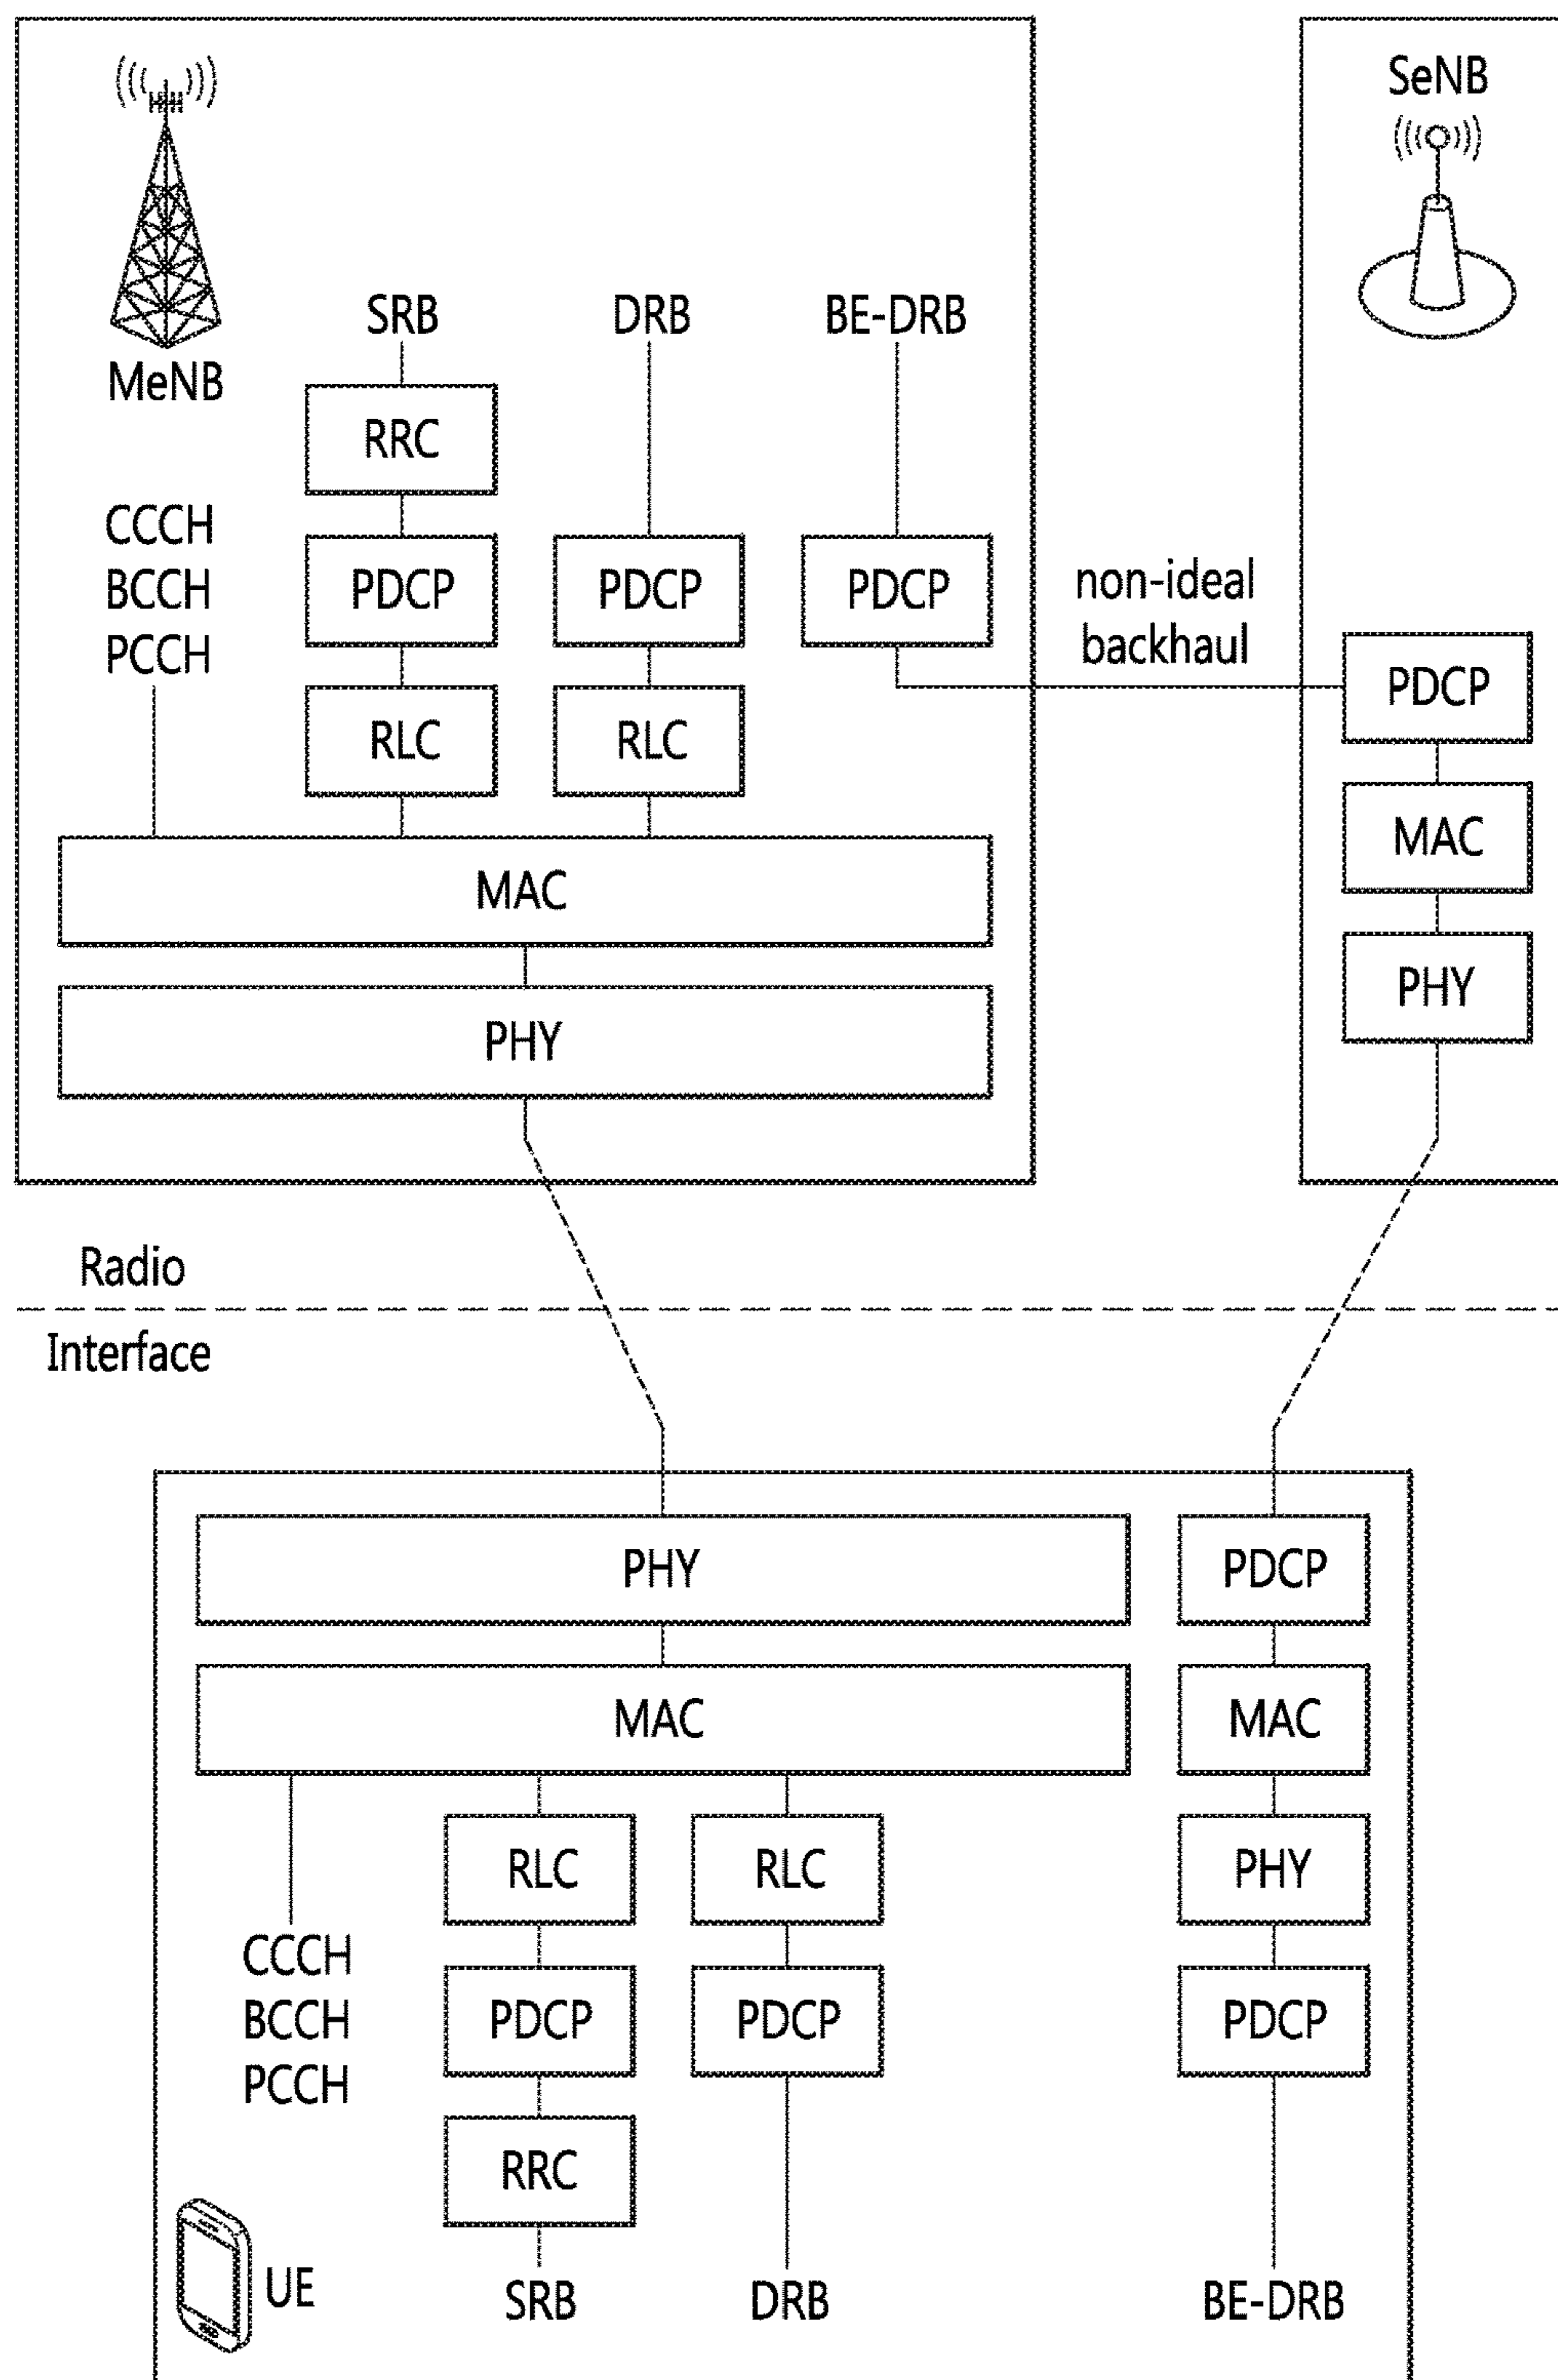 SeNB
MeNB
SRB
DRB
BE-DRB
RRC
CCCH
BCCH
PCCH
PDCP
PDCP
PDCP
non-ideal
backhaul
RLC
RLC
PDCP
MAC
MAC
PHY
PHY
Radio
Interface
PHY
PDCP
MAC
MAC
RLC
RLC
PHY
CCCH
BCCH
PCCH
PDCP
PDCP
PDCP
RRC
UE
SRB
DRB
BE-DRB